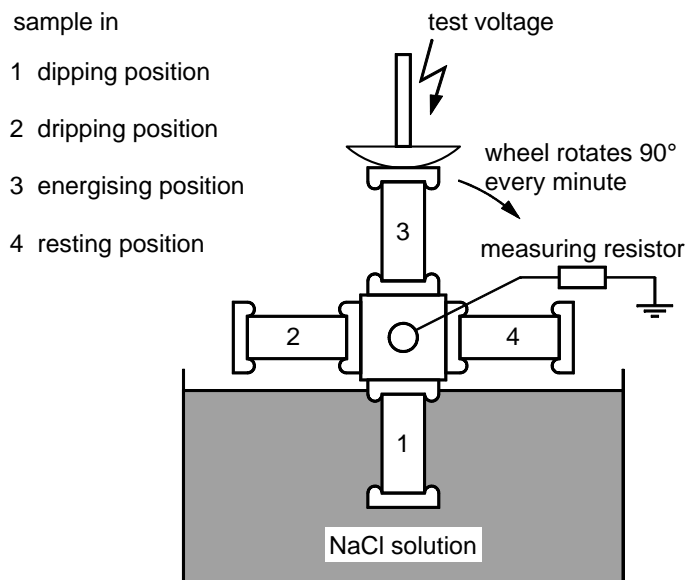 sample in
1 dipping position
2 dripping position
3 energising position
4 resting position
test voltage
wheel rotates 90°
every minute
measuring resistor
3
2
4
1
NaCl solution